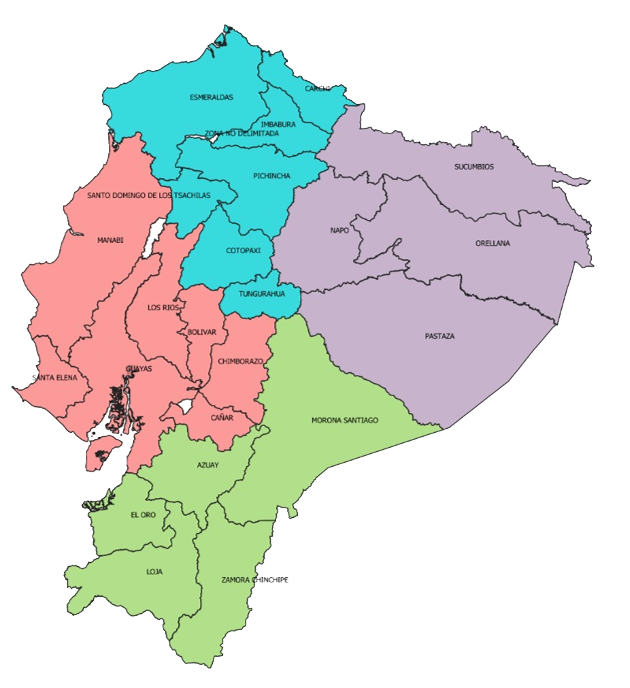 CARCHI
ESMERALDAS
IMBABURA
ZONA NO DELIMITADA
SUCUMBIOS
PICHINCHA
SANTO DOMINGO DE LOS TSACHILAS
NAPO
MANABI
ORELLANA
COTOPAXI
TUNGURAHUA
LOS RIOS
BOLIVAR
PASTAZA
CHIMBORAZO
GUAYAS
SANTA ELENA
CAÑAR
MORONA SANTIAGO
AZUAY
EL ORO
LOJA
ZAMORA CHINCHIPE